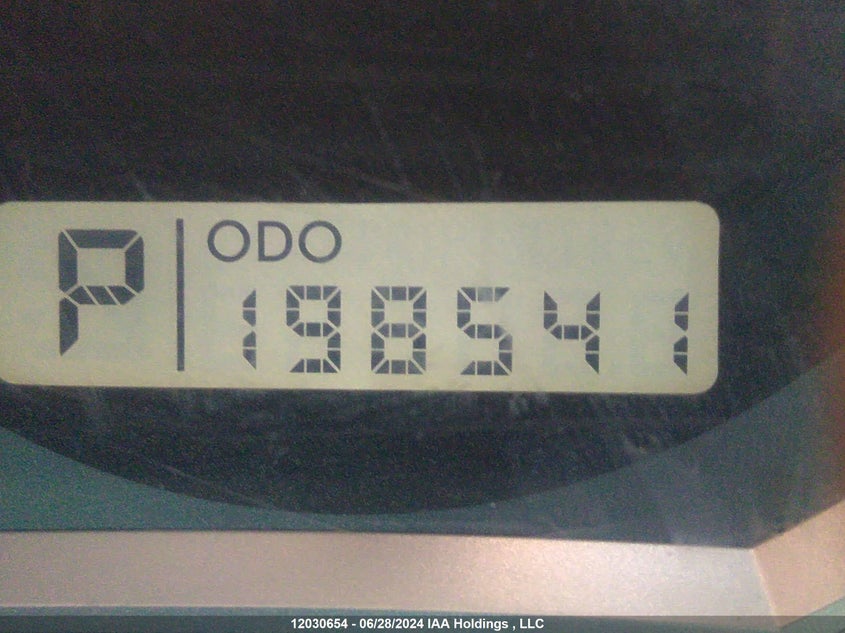 P
ODO
198541
12030654 - 06/28/2024 IAA Holdings , LLC